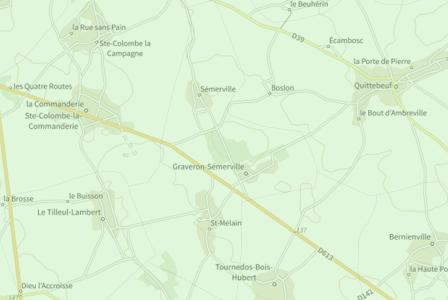 le Beuhérin
la Rue sans Pain
D39
Écambosc
Ste-Colombe la
Campagne
la Porte de Pierre
les Quatre Routes
Sémerville
Boslon
Quittebeuf
la Commanderie
Ste-Colombe-la-
Commanderie
le Bout d'Ambreville
Graveron-Sémerville
le Buisson
la Brosse
Le Tilleul-Lambert
St-Mélain
137
Bernienville
D613
Tournedos-Bois-
Hubert
la Haute Po
Dieu l'Accroisse
D142